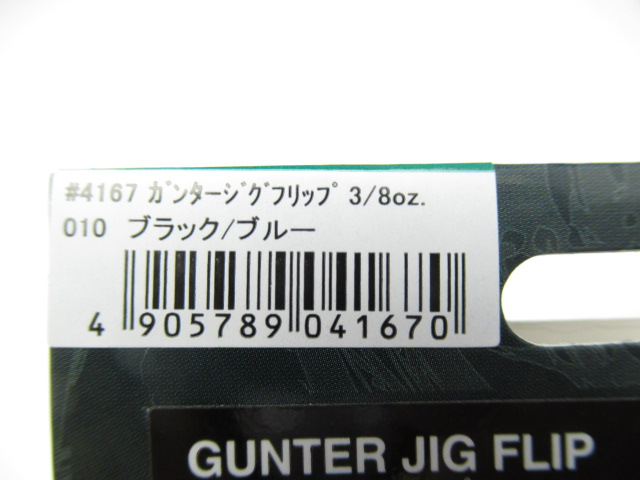 #4167 ｶﾞﾝﾀｰｼﾞｸﾞﾌﾘｯﾌﾟ 3/8oz.
010 ブラック/ブルー
4 905789 041670
GUNTER JIG FLIP